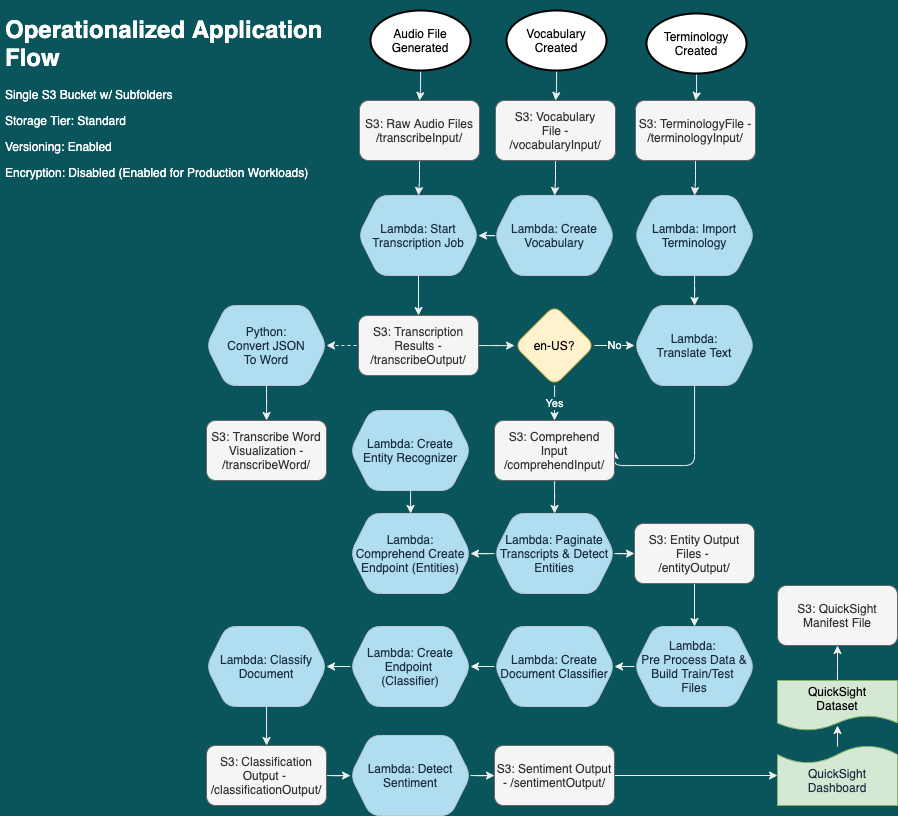 Operationalized Application
Flow
Single S3 Bucket w/ Subfolders
Storage Tier: Standard
Versioning: Enabled
Encryption: Disabled (Enabled for Production Workloads)
Audio File
Generated
Vocabulary
Created
Terminology
Created
S3: Raw Audio Files
/transcribeInput/
S3: Vocabulary
File -
/vocabularyInput/
S3: TerminologyFile -
/terminologyInput/
Lambda: Start
Transcription Job
Lambda: Create
Vocabulary
Lambda: Import
Terminology
Python:
Convert JSON
To Word
S3: Transcription
Results -
/transcribeOutput/
en-US?
No
Lambda:
Translate Text
Yes
S3: Transcribe Word
Visualization -
/transcribeWord/
Lambda: Create
Entity Recognizer
S3: Comprehend
Input
/comprehendInput/
Lambda:
Comprehend Create
Endpoint (Entities)
Lambda: Paginate
Transcripts & Detect
Entities
S3: Entity Output
Files -
/entityOutput/
S3: QuickSight
Manifest File
Lambda: Classify
Document
Lambda: Create
Endpoint
(Classifier)
Lambda: Create
Document Classifier
Lambda:
Pre Process Data &
Build Train/Test
Files
QuickSight
Dataset
S3: Classification
Output -
/classificationOutput/
Lambda: Detect
Sentiment
S3: Sentiment Output
- /sentimentOutput/
QuickSight
Dashboard